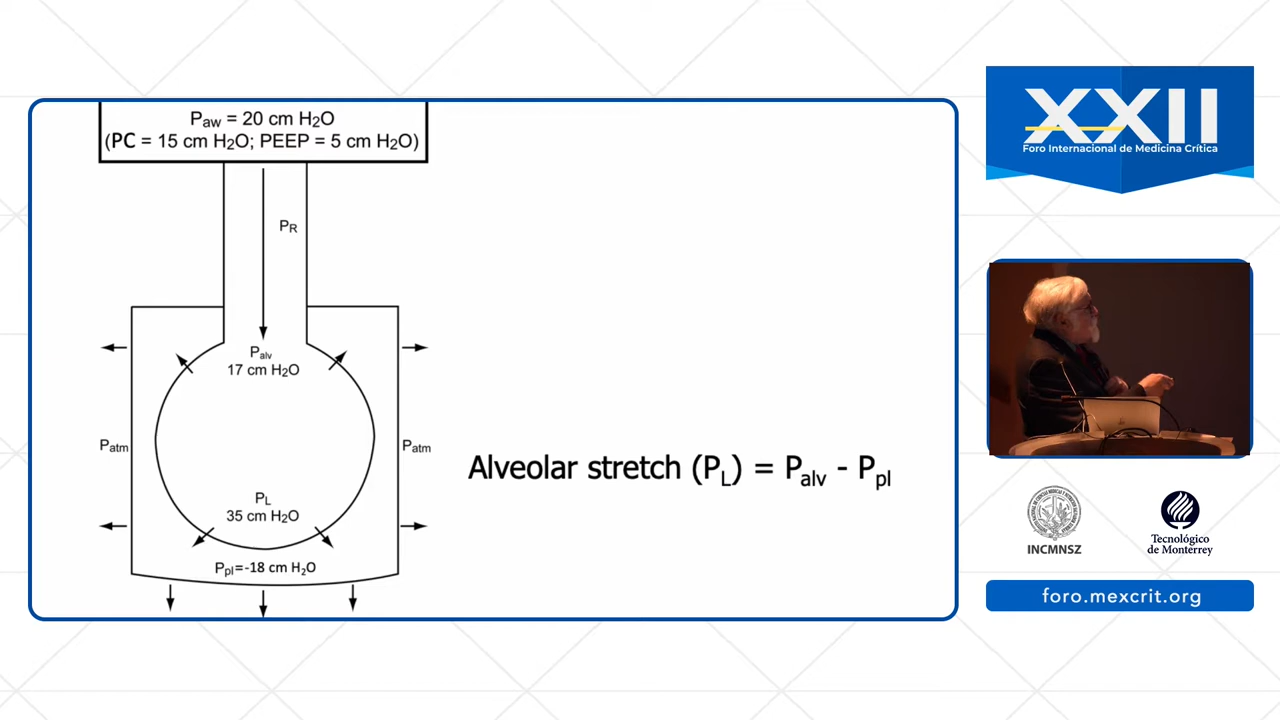 Paw = 20 cm H2O
(PC = 15 cm H2O; PEEP = 5 cm H2O)
PR
Palv
17 cm H2O
Patm
Patm
PL
35 cm H2O
Ppl=-18 cm H2O
Alveolar stretch (PL) = Palv - Ppl
XXII
Foro Internacional de Medicina Crítica
INCMNSZ
Tecnológico
de Monterrey
foro.mexcrit.org